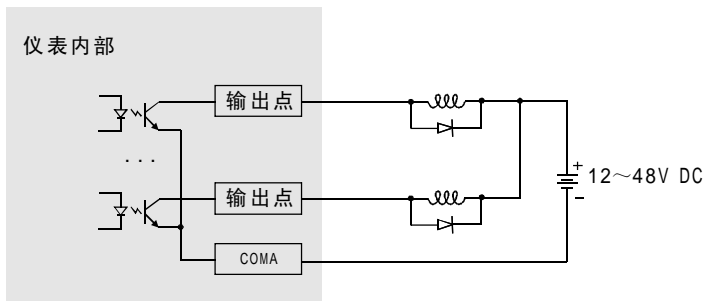 仪表内部
输出点
. . .
+
12～48V DC
输出点
−
COMA